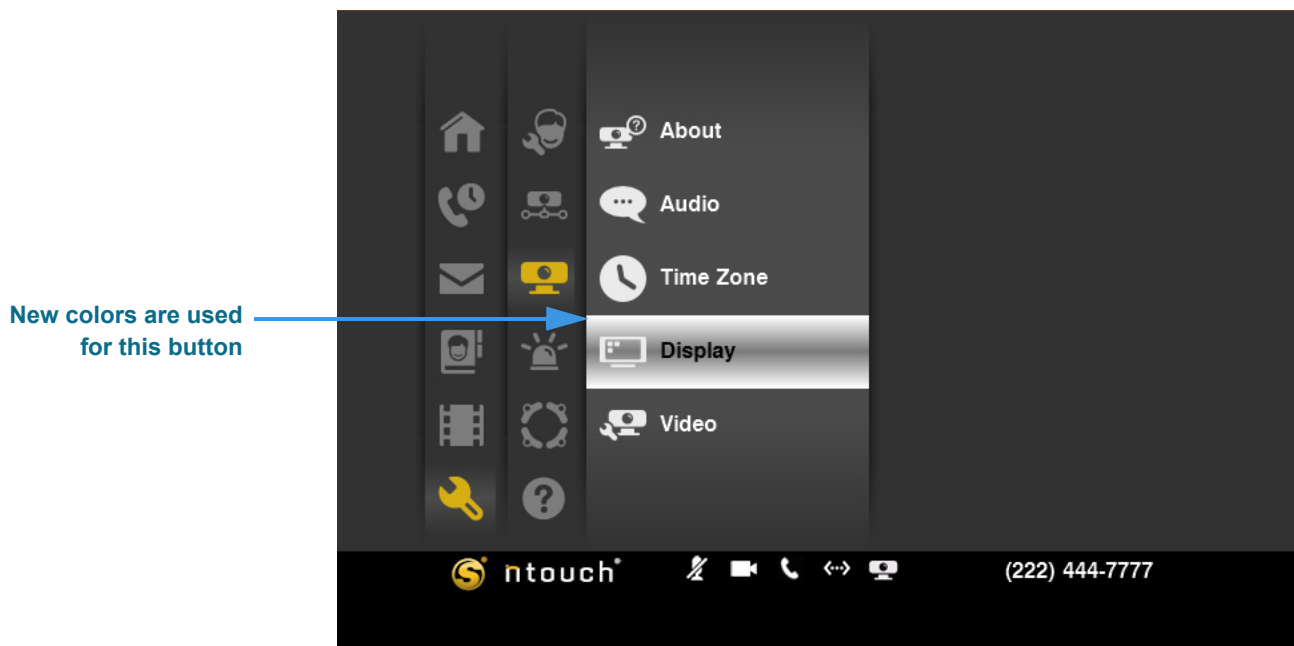 About
Audio
Time Zone
New colors are used
for this button
Display
Video
ntouch®
(222) 444-7777